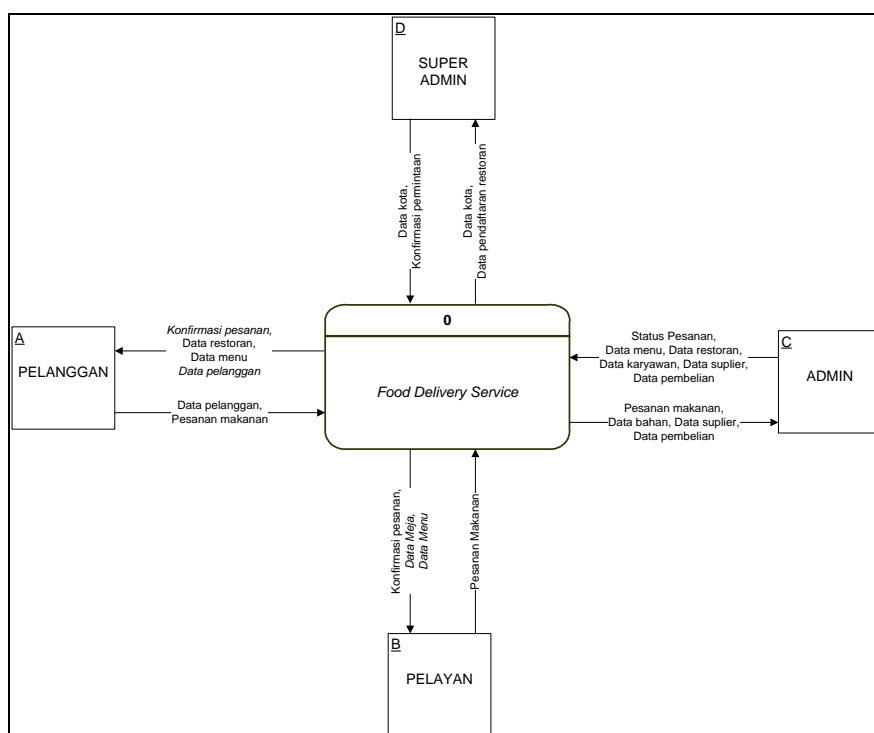 D
SUPER
ADMIN
Data kota,
Konfirmasi permintaan
Data kota,
Data pendaftaran restoran
0
Food Delivery Service
A
PELANGGAN
Konfirmasi pesanan,
Data restoran,
Data menu
Data pelanggan
Data pelanggan,
Pesanan makanan
Status Pesanan,
Data menu, Data restoran,
Data karyawan, Data suplier,
Data pembelian
C
ADMIN
Pesanan makanan,
Data bahan, Data suplier,
Data pembelian
Konfirmasi pesanan,
Data Meja,
Data Menu
Pesanan Makanan
B
PELAYAN